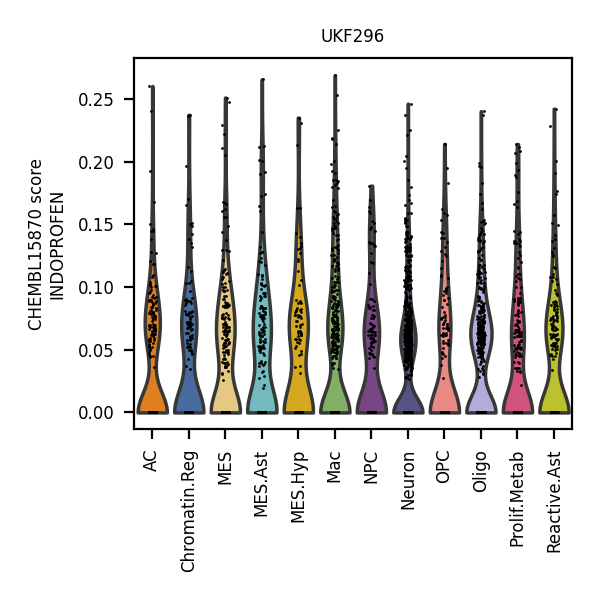 UKF296
CHEMBL15870 score
INDOPROFEN
0.25
0.20
0.15
0.10
0.05
0.00
AC
Chromatin.Reg
MES
MES.Ast
MES.Hyp
Mac
NPC
Neuron
OPC
Oligo
Prolif.Metab
Reactive.Ast